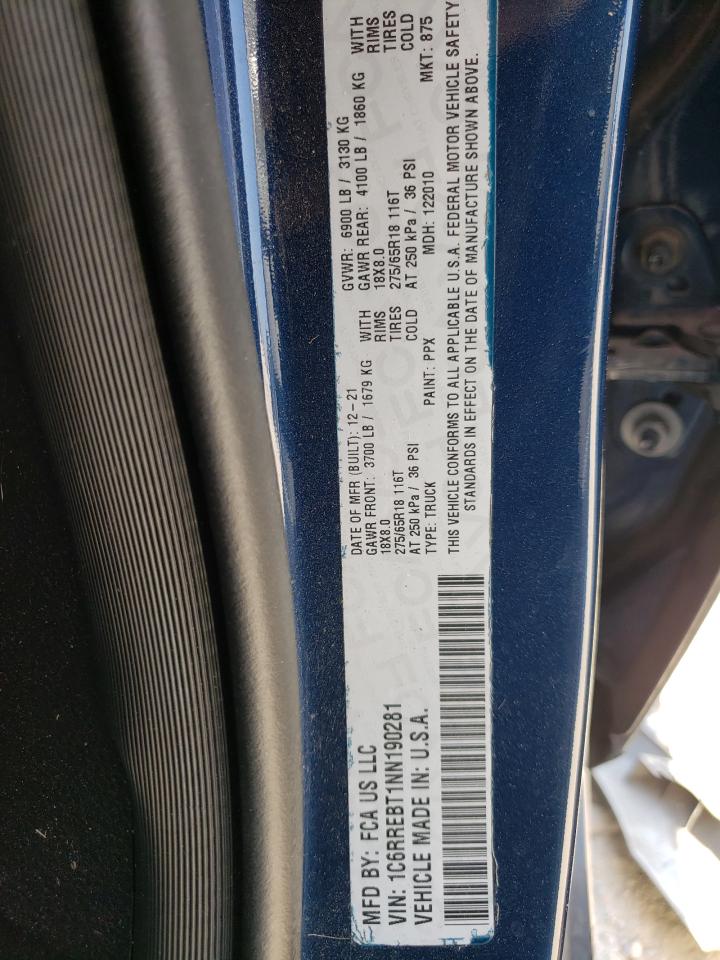 MFD BY: FCA US LLC
VIN: 1C6RREBT1NN190281
VEHICLE MADE IN: U.S.A.
DATE OF MFR (BUILT): 12-21
GAWR FRONT: 3700 LB / 1679 KG WITH
18X8.0 RIMS
275/65R18 116T TIRES
AT 250 kPa / 36 PSI COLD
GVWR: 6900 LB / 3130 KG
GAWR REAR: 4100 LB / 1860 KG WITH
18X8.0 RIMS
275/65R18 116T TIRES
AT 250 kPa / 36 PSI COLD
TYPE: TRUCK PAINT: PPX MDH: 122010 MKT: 875
THIS VEHICLE CONFORMS TO ALL APPLICABLE U.S.A. FEDERAL MOTOR VEHICLE SAFETY
STANDARDS IN EFFECT ON THE DATE OF MANUFACTURE SHOWN ABOVE.